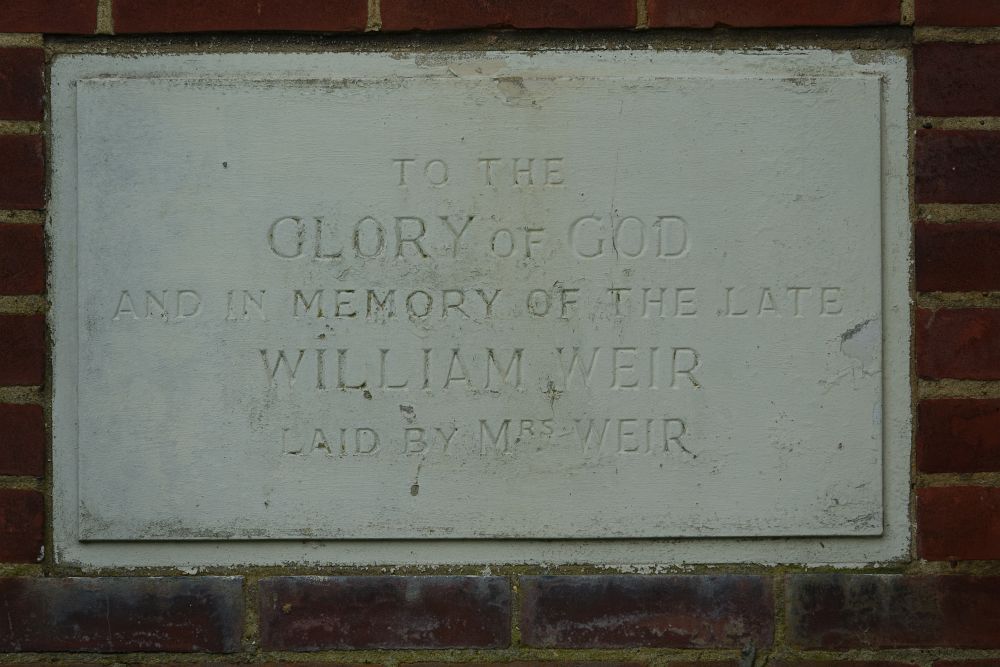 TO THE
GLORY OF GOD
AND IN MEMORY OF THE LATE
WILLIAM WEIR
LAID BY MRS WEIR